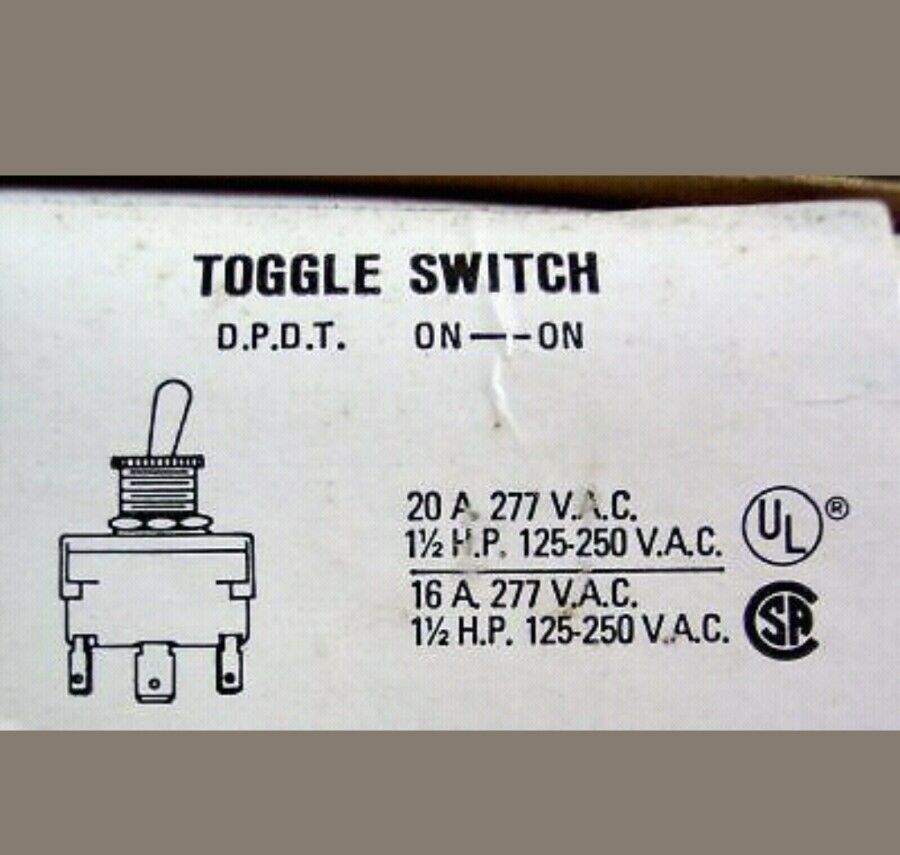 TOGGLE SWITCH
D.P.D.T. ON——ON
20 A. 277 V.A.C.
1½ H.P. 125-250 V.A.C.
UL®
16 A. 277 V.A.C.
1½ H.P. 125-250 V.A.C.
SA